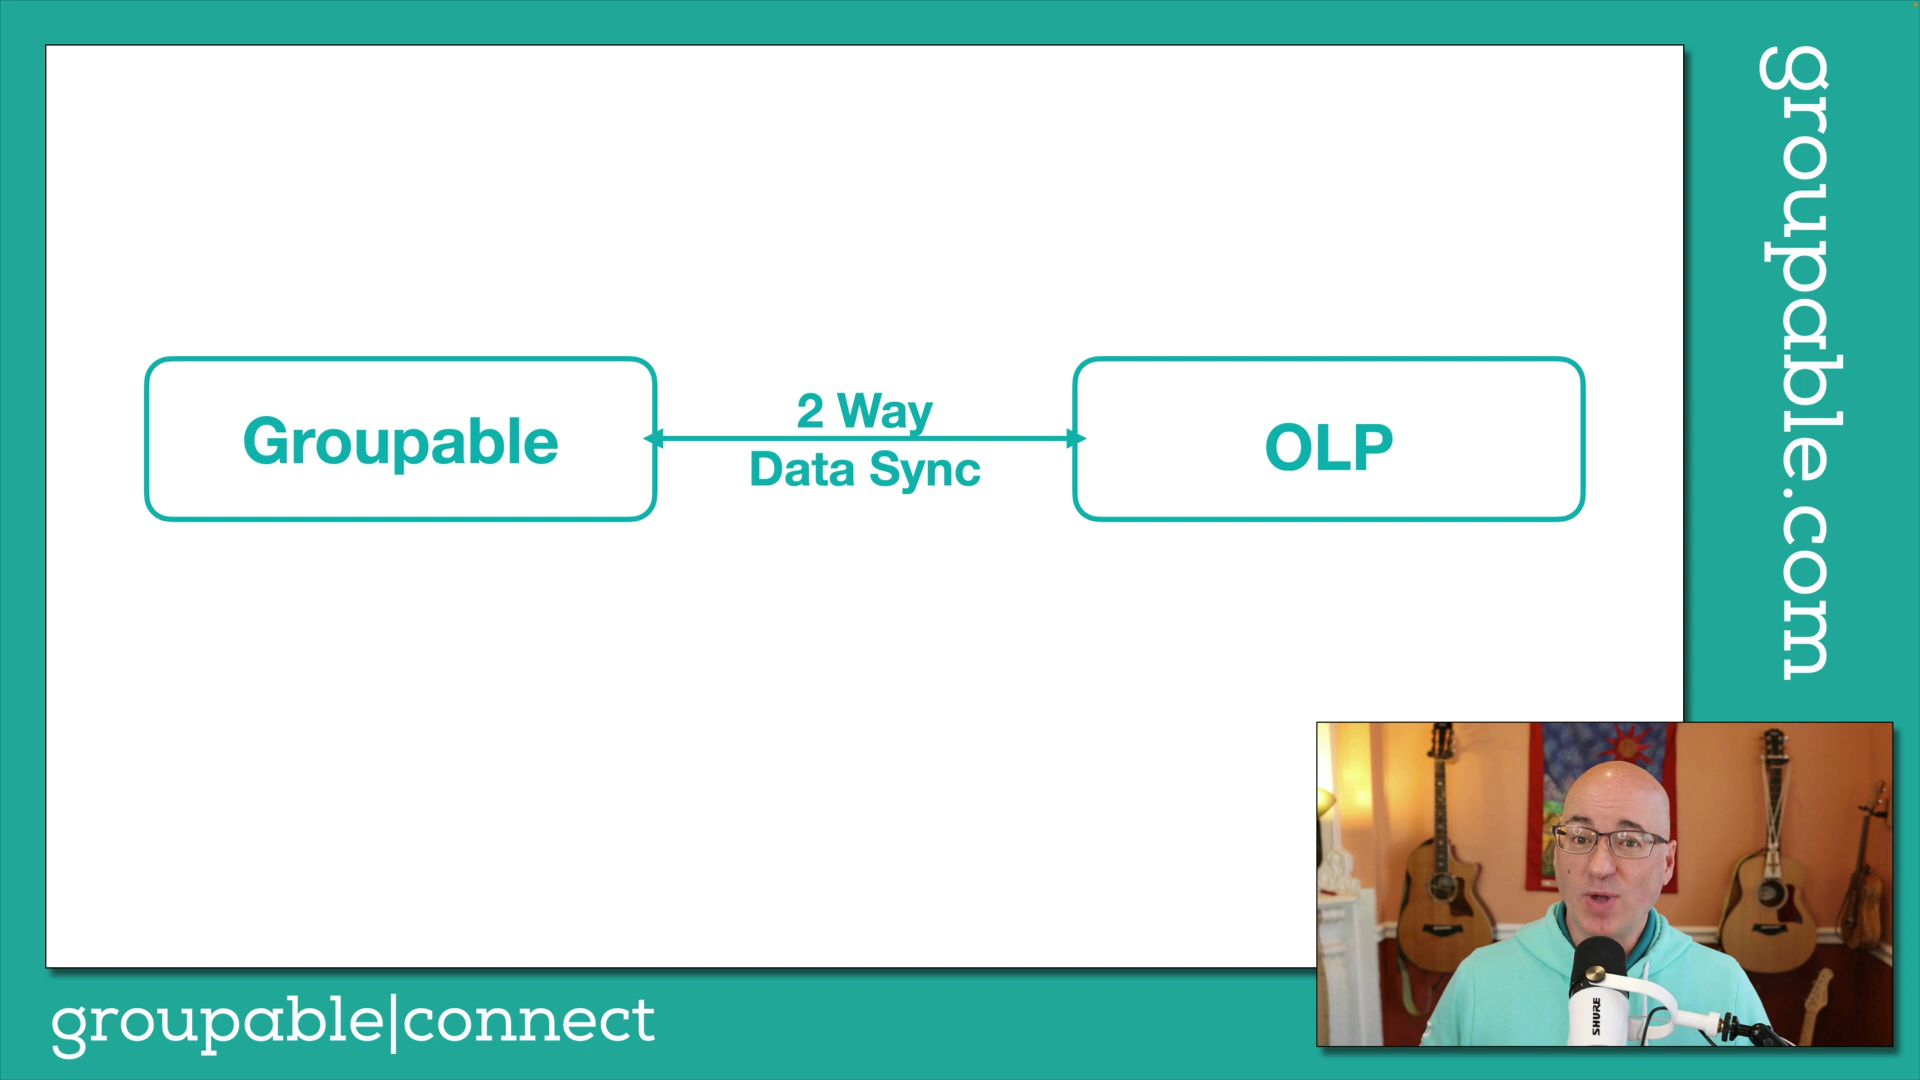 Groupable
2 Way
Data Sync
OLP
groupable.com
groupable|connect
SHURE